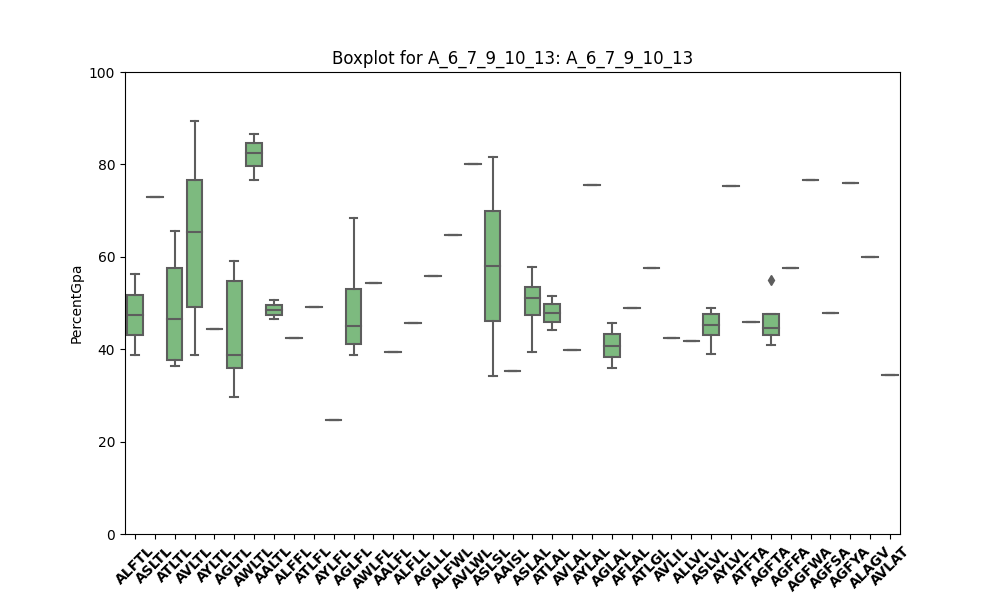 Boxplot for A_6_7_9_10_13: A_6_7_9_10_13
100
80
60
40
20
0
PercentGpa
ALFTL ASLTL ATLTL AVLTL AYLTL AGLTL AWLTL AALTL ALFFL ATLFL AYLFL AGLFL AWLFL AALFL ALFLL AGLLL ALFWL AVLWL ASLSL AAISL ASLAL ATLAL AVLAL AYLAL AGLAL AFLAL ATLGL AVLIL ALLVL ASLVL AYLVL ATFTA AGFTA AGFFA AGFWA AGFSA AGFYA ALAGV AVLAT